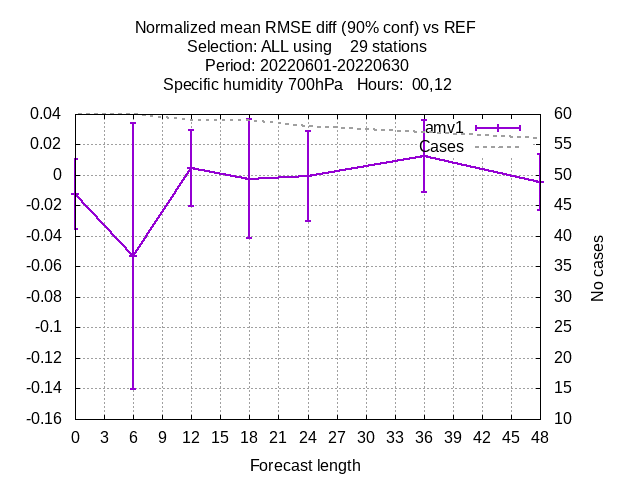 Normalized mean RMSE diff (90% conf) vs REF
Selection: ALL using    29 stations
Period: 20220601-20220630
Specific humidity 700hPa   Hours:  00,12
0.04 60
amv1
0.02 55
Cases
0 50
-0.02 45
-0.04 40
-0.06 35
-0.08 30
-0.1 25
-0.12 20
-0.14 15
-0.16 10
No cases
0 3 6 9 12 15 18 21 24 27 30 33 36 39 42 45 48
Forecast length